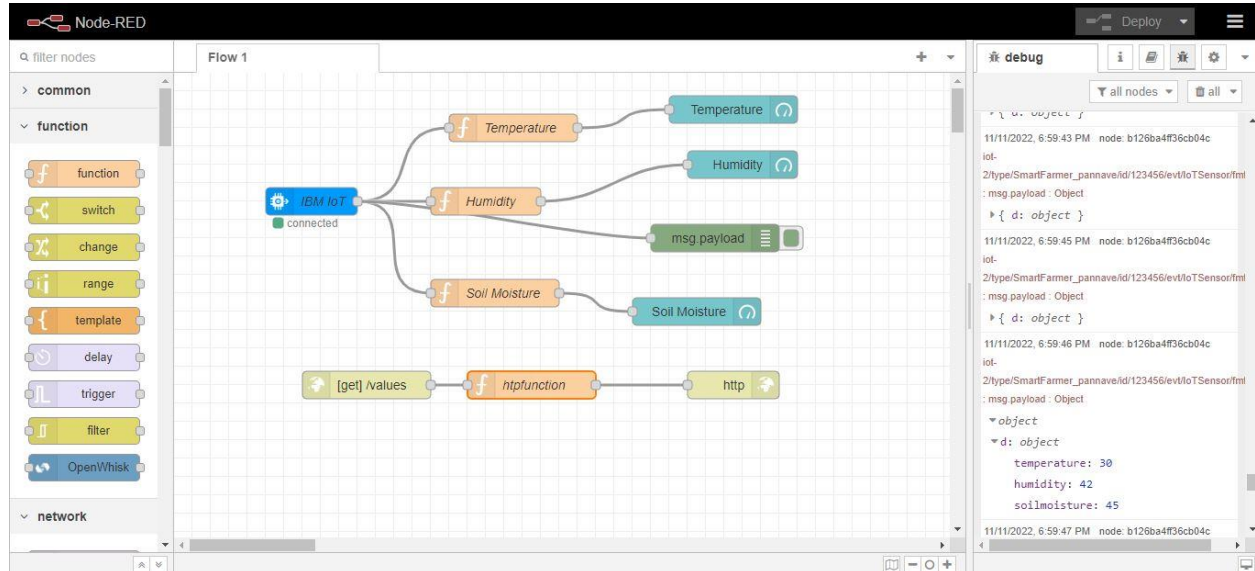 Node-RED
Deploy
filter nodes
common
function
function
switch
change
range
template
delay
trigger
filter
OpenWhisk
network
Flow 1
Temperature
Temperature
Humidity
IBM IoT
Humidity
connected
msg.payload
Soil Moisture
Soil Moisture
[get] /values
htpfunction
http
debug
i
all nodes
all
{ d: object }
11/11/2022, 6:59:43 PM node: b126ba4ff36cb04c
iot-
2/type/SmartFarmer_pannave/id/123456/evt/IoTSensor/fmt
: msg.payload : Object
{ d: object }
11/11/2022, 6:59:45 PM node: b126ba4ff36cb04c
iot-
2/type/SmartFarmer_pannave/id/123456/evt/IoTSensor/fmt
: msg.payload : Object
{ d: object }
11/11/2022, 6:59:46 PM node: b126ba4ff36cb04c
iot-
2/type/SmartFarmer_pannave/id/123456/evt/IoTSensor/fmt
: msg.payload : Object
object
d: object
temperature: 30
humidity: 42
soilmoisture: 45
11/11/2022, 6:59:47 PM node: b126ba4ff36cb04c